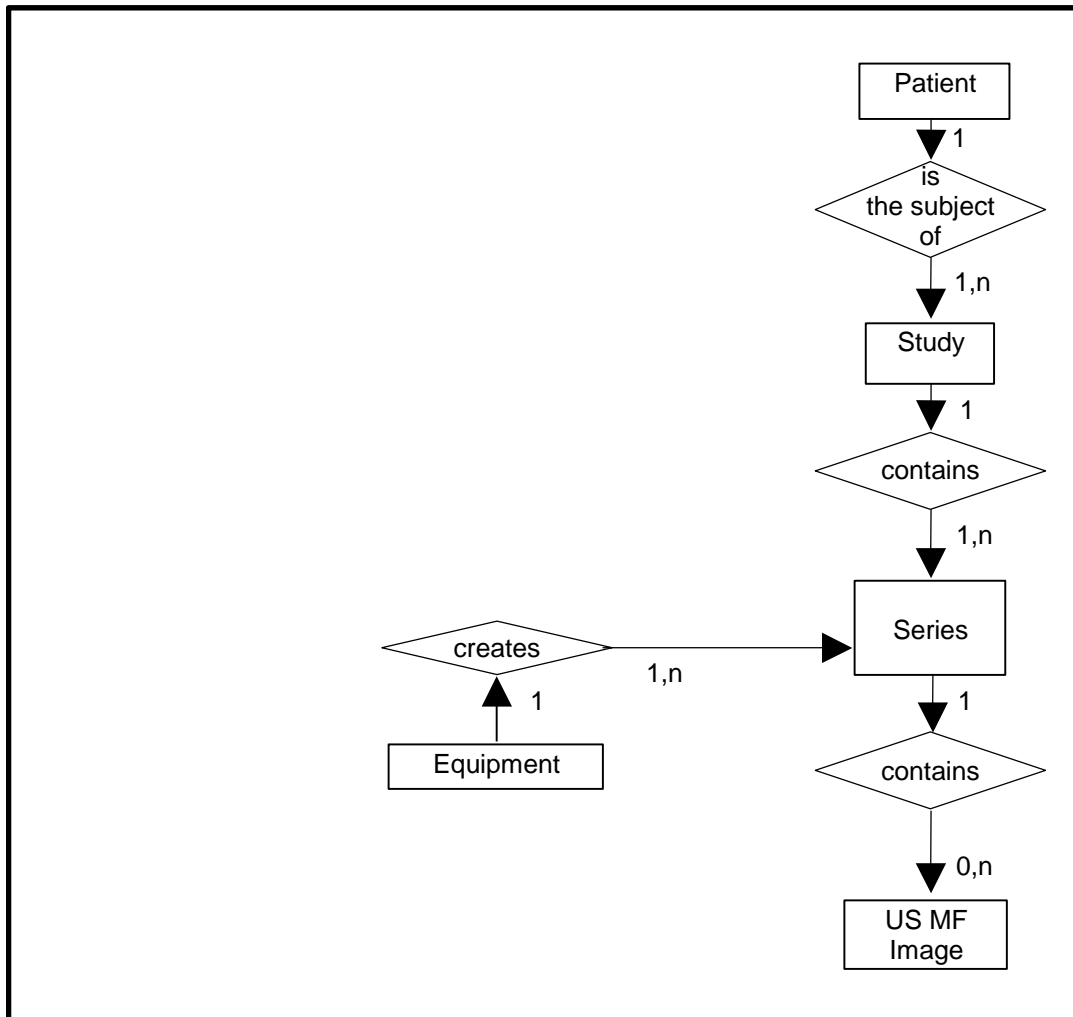 Patient
1
is
the subject
of
1,n
Study
1
contains
1,n
Series
creates
1,n
1
1
Equipment
contains
0,n
US MF
Image